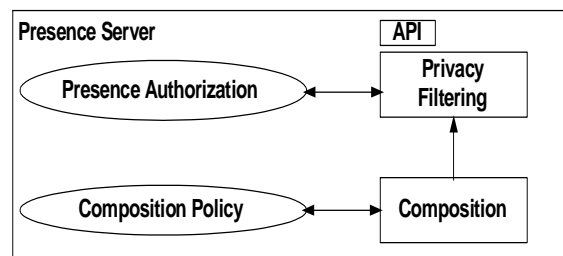 Presence Server
API
Presence Authorization
Privacy
Filtering
Composition Policy
Composition